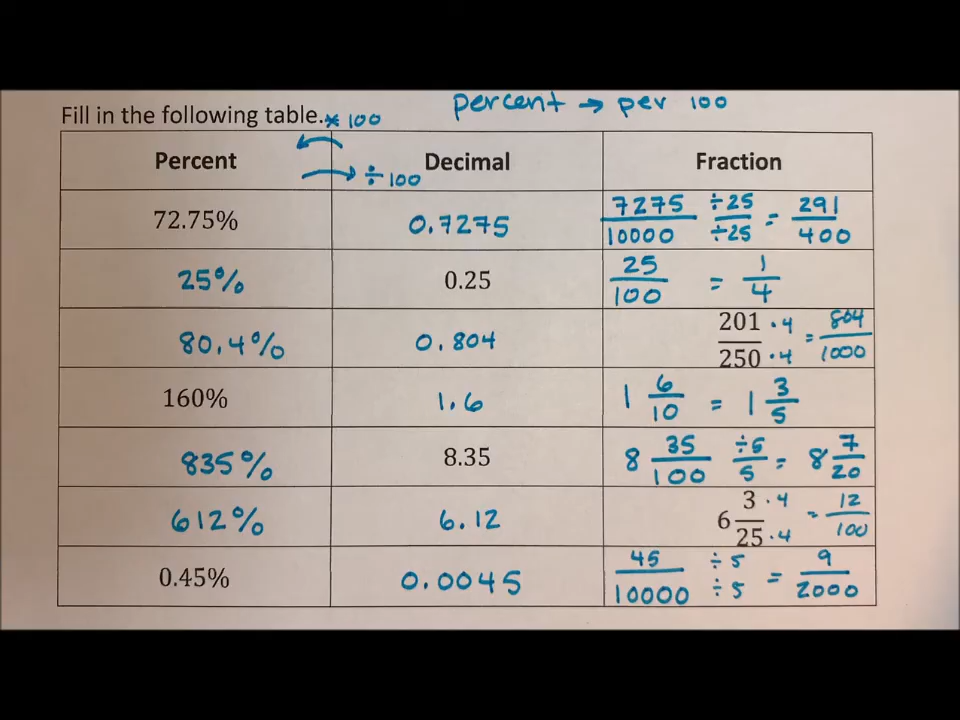 percent → per 100
Fill in the following table. * 100
Percent Decimal Fraction
÷ 100
72.75% 0.7275 7275/10000 ÷25/÷25 = 291/400
25% 0.25 25/100 = 1/4
80.4% 0.804 201/250 ·4/·4 = 804/1000
160% 1.6 1 6/10 = 1 3/5
835% 8.35 8 35/100 ÷5/5 = 8 7/20
612% 6.12 6 3/25 ·4/·4 = 12/100
0.45% 0.0045 45/10000 ÷5/÷5 = 9/2000